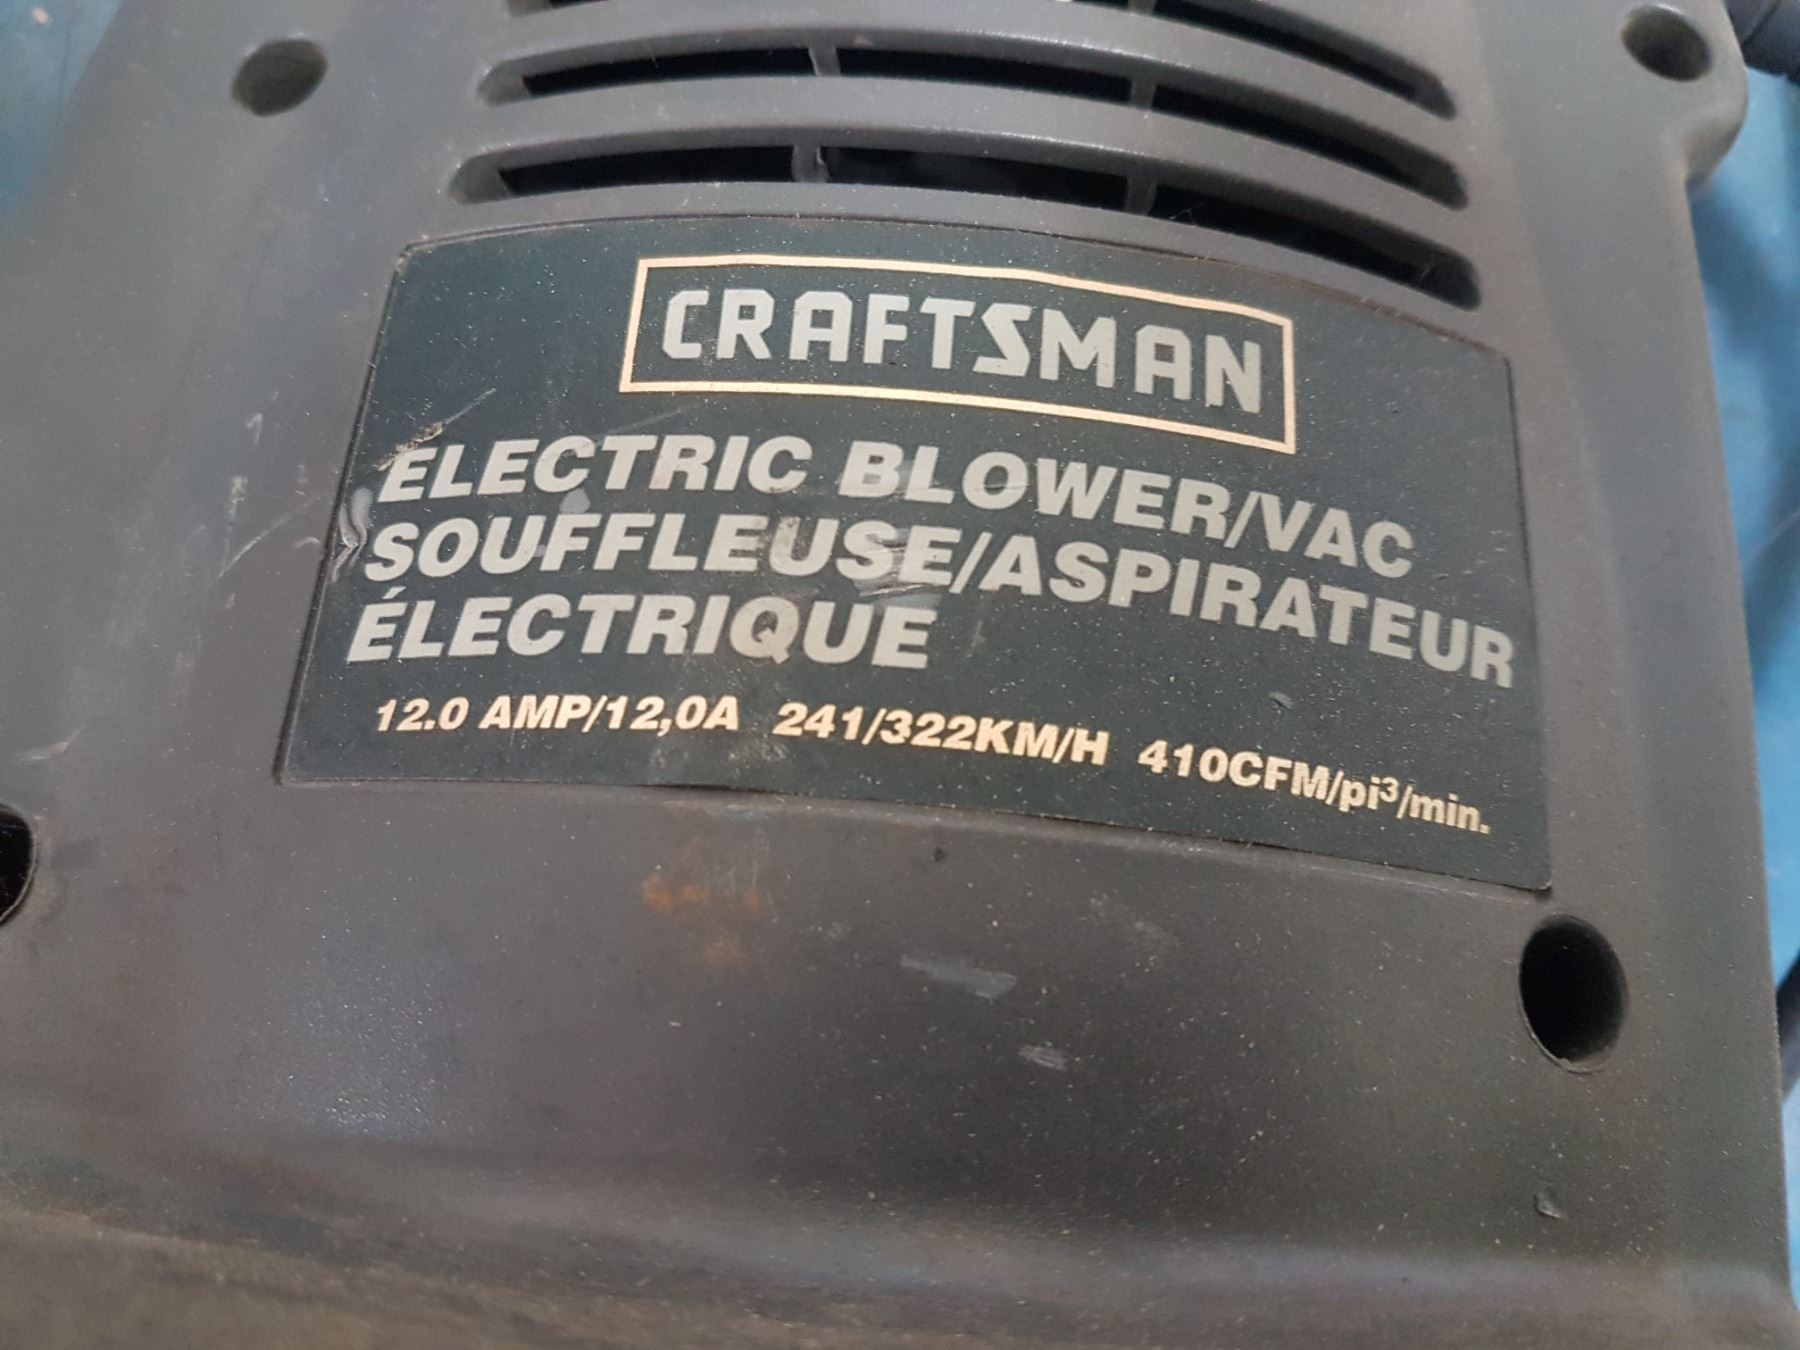 CRAFTSMAN
ELECTRIC BLOWER/VAC
SOUFFLEUSE/ASPIRATEUR
ÉLECTRIQUE
12.0 AMP/12,0A 241/322KM/H 410CFM/pi³/min.